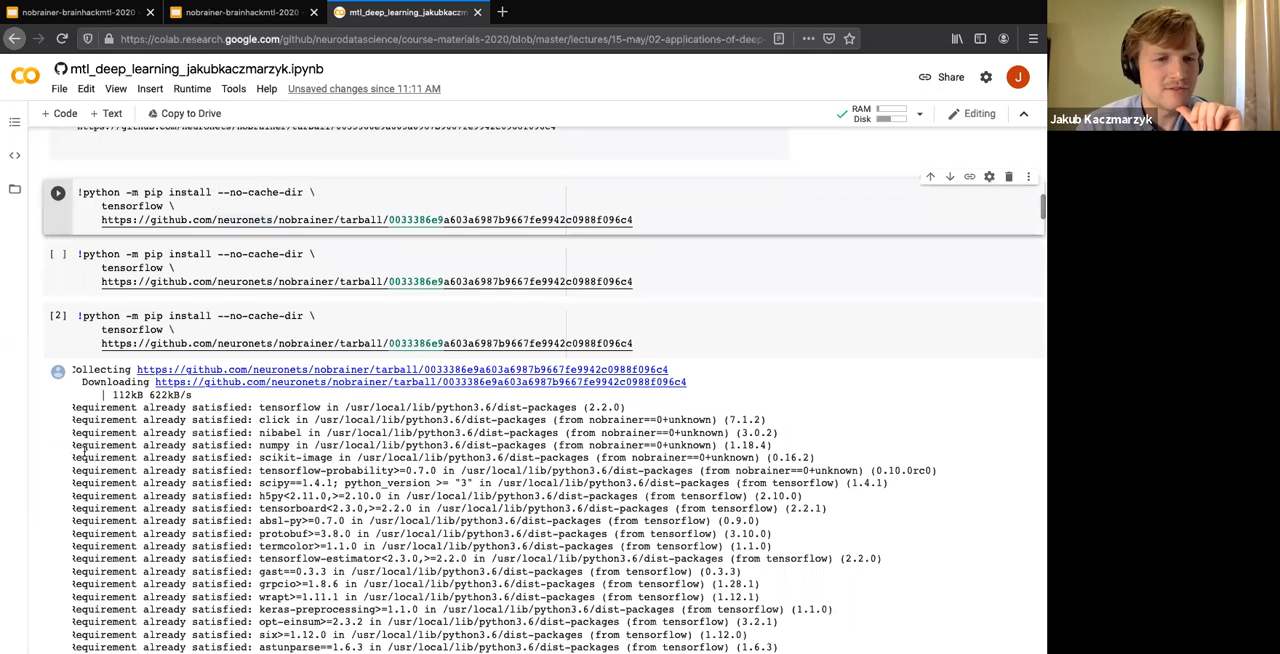 nobrainer-brainhackmtl-2020
nobrainer-brainhackmtl-2020
mtl_deep_learning_jakubkaczm
https://colab.research.google.com/github/neurodatascience/course-materials-2020/blob/master/lectures/15-may/02-applications-of-deep-
mtl_deep_learning_jakubkaczmarzyk.ipynb
Share
J
File Edit View Insert Runtime Tools Help Unsaved changes since 11:11 AM
+ Code + Text Copy to Drive
RAM
Disk
Editing
Jakub Kaczmarzyk
https://github.com/neuronets/nobrainer/tarball/0033386e9a603a6987b9667fe9942c0988f096c4
!python -m pip install --no-cache-dir \
tensorflow \
https://github.com/neuronets/nobrainer/tarball/0033386e9a603a6987b9667fe9942c0988f096c4
[ ] !python -m pip install --no-cache-dir \
tensorflow \
https://github.com/neuronets/nobrainer/tarball/0033386e9a603a6987b9667fe9942c0988f096c4
[2] !python -m pip install --no-cache-dir \
tensorflow \
https://github.com/neuronets/nobrainer/tarball/0033386e9a603a6987b9667fe9942c0988f096c4
Collecting https://github.com/neuronets/nobrainer/tarball/0033386e9a603a6987b9667fe9942c0988f096c4
Downloading https://github.com/neuronets/nobrainer/tarball/0033386e9a603a6987b9667fe9942c0988f096c4
| 112kB 622kB/s
Requirement already satisfied: tensorflow in /usr/local/lib/python3.6/dist-packages (2.2.0)
Requirement already satisfied: click in /usr/local/lib/python3.6/dist-packages (from nobrainer==0+unknown) (7.1.2)
Requirement already satisfied: nibabel in /usr/local/lib/python3.6/dist-packages (from nobrainer==0+unknown) (3.0.2)
Requirement already satisfied: numpy in /usr/local/lib/python3.6/dist-packages (from nobrainer==0+unknown) (1.18.4)
Requirement already satisfied: scikit-image in /usr/local/lib/python3.6/dist-packages (from nobrainer==0+unknown) (0.16.2)
Requirement already satisfied: tensorflow-probability>=0.7.0 in /usr/local/lib/python3.6/dist-packages (from nobrainer==0+unknown) (0.10.0rc0)
Requirement already satisfied: scipy==1.4.1; python_version >= "3" in /usr/local/lib/python3.6/dist-packages (from tensorflow) (1.4.1)
Requirement already satisfied: h5py<2.11.0,>=2.10.0 in /usr/local/lib/python3.6/dist-packages (from tensorflow) (2.10.0)
Requirement already satisfied: tensorboard<2.3.0,>=2.2.0 in /usr/local/lib/python3.6/dist-packages (from tensorflow) (2.2.1)
Requirement already satisfied: absl-py>=0.7.0 in /usr/local/lib/python3.6/dist-packages (from tensorflow) (0.9.0)
Requirement already satisfied: protobuf>=3.8.0 in /usr/local/lib/python3.6/dist-packages (from tensorflow) (3.10.0)
Requirement already satisfied: termcolor>=1.1.0 in /usr/local/lib/python3.6/dist-packages (from tensorflow) (1.1.0)
Requirement already satisfied: tensorflow-estimator<2.3.0,>=2.2.0 in /usr/local/lib/python3.6/dist-packages (from tensorflow) (2.2.0)
Requirement already satisfied: gast==0.3.3 in /usr/local/lib/python3.6/dist-packages (from tensorflow) (0.3.3)
Requirement already satisfied: grpcio>=1.8.6 in /usr/local/lib/python3.6/dist-packages (from tensorflow) (1.28.1)
Requirement already satisfied: wrapt>=1.11.1 in /usr/local/lib/python3.6/dist-packages (from tensorflow) (1.12.1)
Requirement already satisfied: keras-preprocessing>=1.1.0 in /usr/local/lib/python3.6/dist-packages (from tensorflow) (1.1.0)
Requirement already satisfied: opt-einsum>=2.3.2 in /usr/local/lib/python3.6/dist-packages (from tensorflow) (3.2.1)
Requirement already satisfied: six>=1.12.0 in /usr/local/lib/python3.6/dist-packages (from tensorflow) (1.12.0)
Requirement already satisfied: astunparse==1.6.3 in /usr/local/lib/python3.6/dist-packages (from tensorflow) (1.6.3)